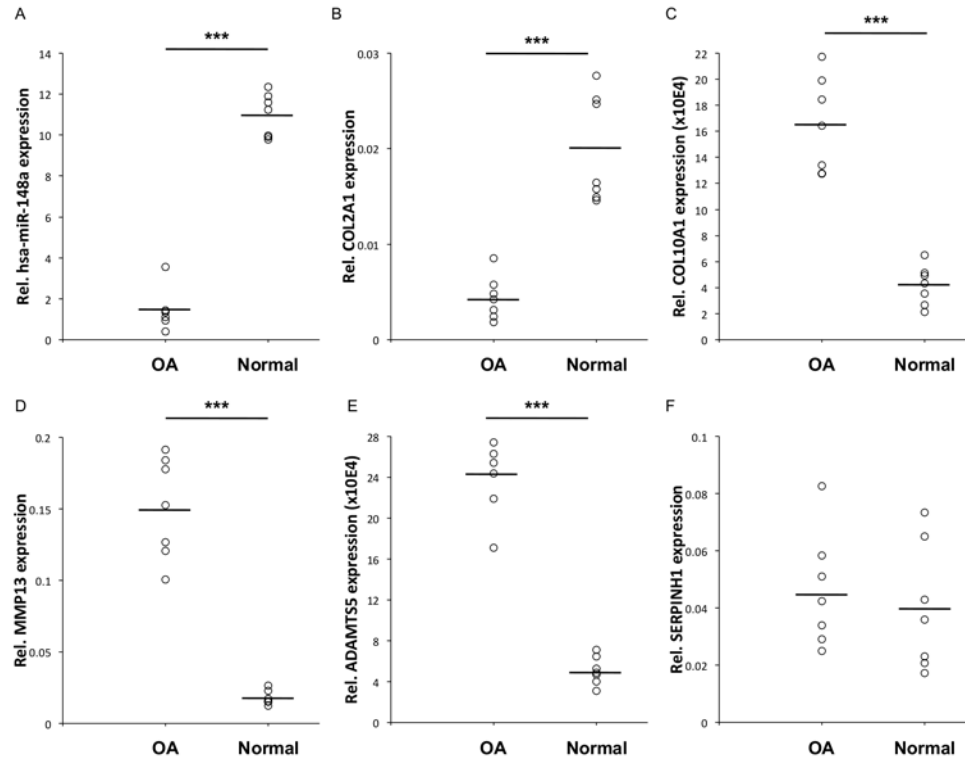 A
***
Rel. hsa-miR-148a expression
14
12
10
8
6
4
2
0
OA Normal
B
***
Rel. COL2A1 expression
0.03
0.02
0.01
0
OA Normal
C
***
Rel. COL10A1 expression (x10E4)
22
20
18
16
14
12
10
8
6
4
2
0
OA Normal
D
***
Rel. MMP13 expression
0.2
0.15
0.1
0.05
0
OA Normal
E
***
Rel. ADAMTS5 expression (x10E4)
28
24
20
16
12
8
4
0
OA Normal
F
Rel. SERPINH1 expression
0.1
0.08
0.06
0.04
0.02
0
OA Normal